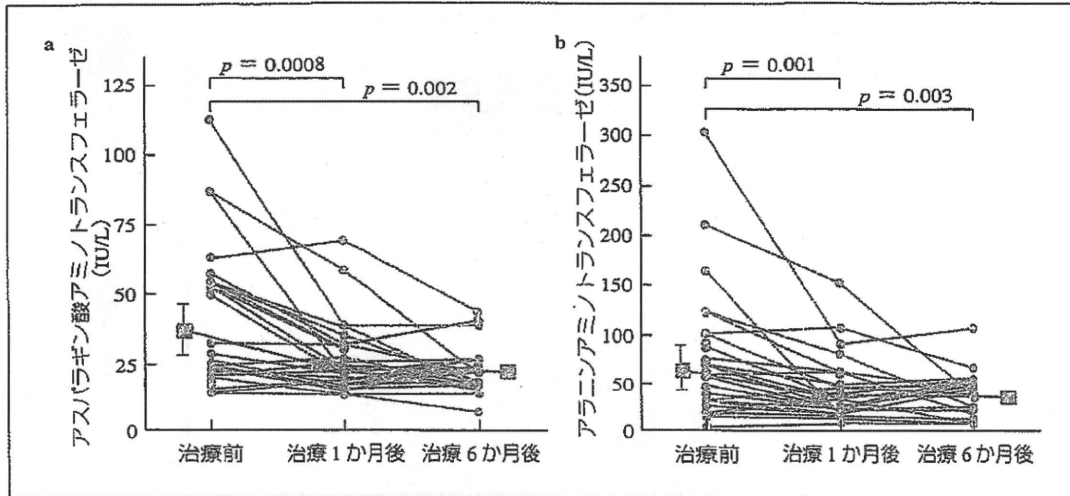 a
アスパラギン酸アミノトランスフェラーゼ
(IU/L)
125
100
75
50
25
0
p = 0.0008
p = 0.002
治療前
治療1か月後
治療6か月後
b
アラニンアミノトランスフェラーゼ(IU/L)
350
300
250
200
150
100
50
0
p = 0.001
p = 0.003
治療前
治療1か月後
治療6か月後